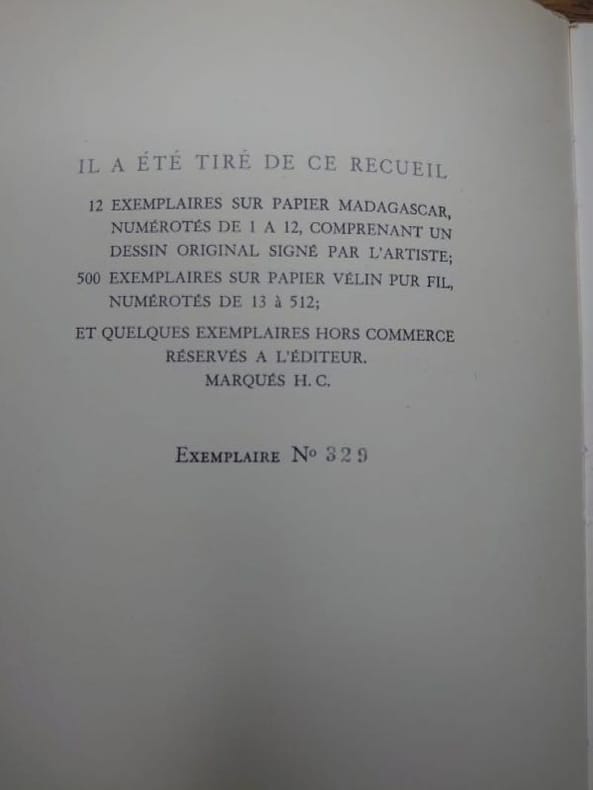 IL A ÉTÉ TIRÉ DE CE RECUEIL
12 EXEMPLAIRES SUR PAPIER MADAGASCAR,
NUMÉROTÉS DE 1 A 12, COMPRENANT UN
DESSIN ORIGINAL SIGNÉ PAR L'ARTISTE;
500 EXEMPLAIRES SUR PAPIER VÉLIN PUR FIL,
NUMÉROTÉS DE 13 à 512;
ET QUELQUES EXEMPLAIRES HORS COMMERCE
RÉSERVÉS A L'ÉDITEUR.
MARQUÉS H. C.
EXEMPLAIRE Nº 329